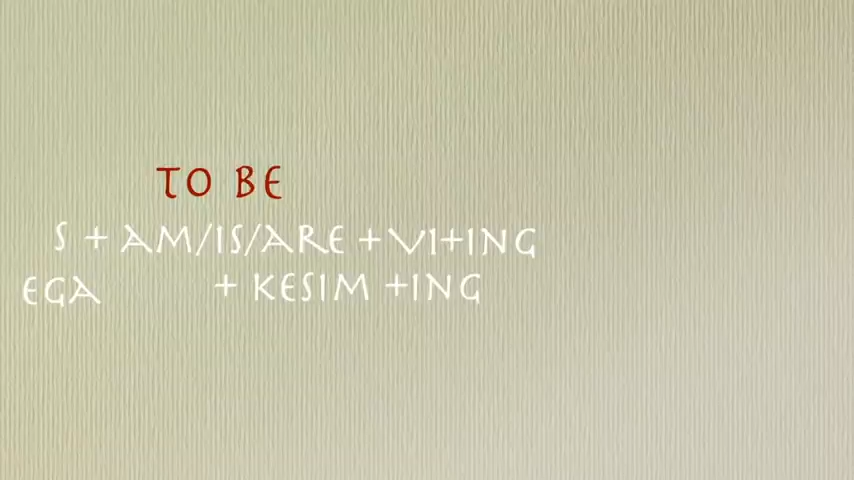 TO BE
S + AM/IS/ARE + V1+ING
EGA + KESIM +ING